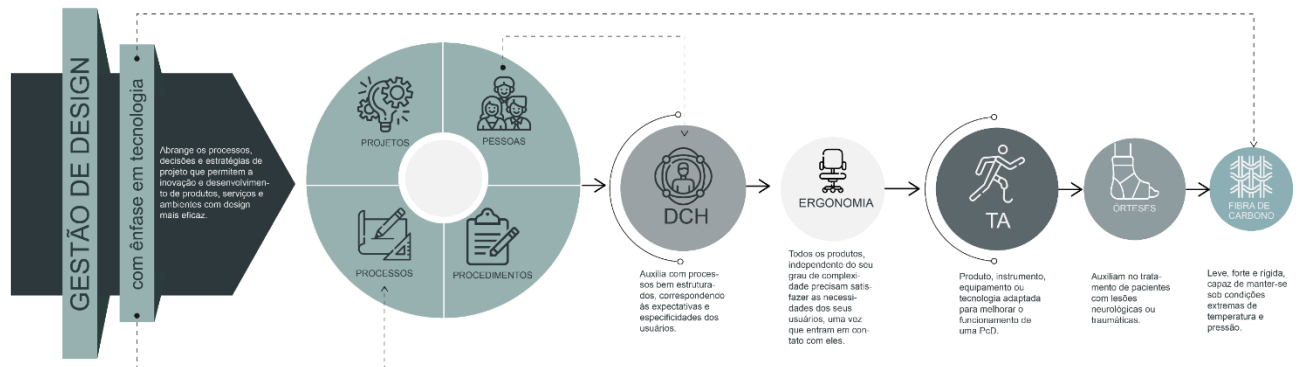 GESTÃO DE DESIGN
com ênfase em tecnologia
Abrange os processos,
decisões e estratégias de
projeto que permitem a
inovação e desenvolvimen-
to de produtos, serviços e
ambientes com design
mais eficaz.
PROJETOS
PESSOAS
PROCESSOS
PROCEDIMENTOS
DCH
Auxilia com proces-
sos bem estrutura-
dos, correspondendo
às expectativas e
especificidades dos
usuários.
ERGONOMIA
Todos os produtos,
independente do seu
grau de complexi-
dade precisam satis-
fazer as necessi-
dades dos seus
usuários, uma vez
que entram em con-
tato com eles.
TA
Produto, instrumento,
equipamento ou
tecnologia adaptada
para melhorar o
funcionamento de
uma PcD.
ÓRTESES
Auxiliam no trata-
mento de pacientes
com lesões
neurológicas ou
traumáticas.
FIBRA DE
CARBONO
Leve, forte e rígida,
capaz de manter-se
sob condições
extremas de
temperatura e
pressão.